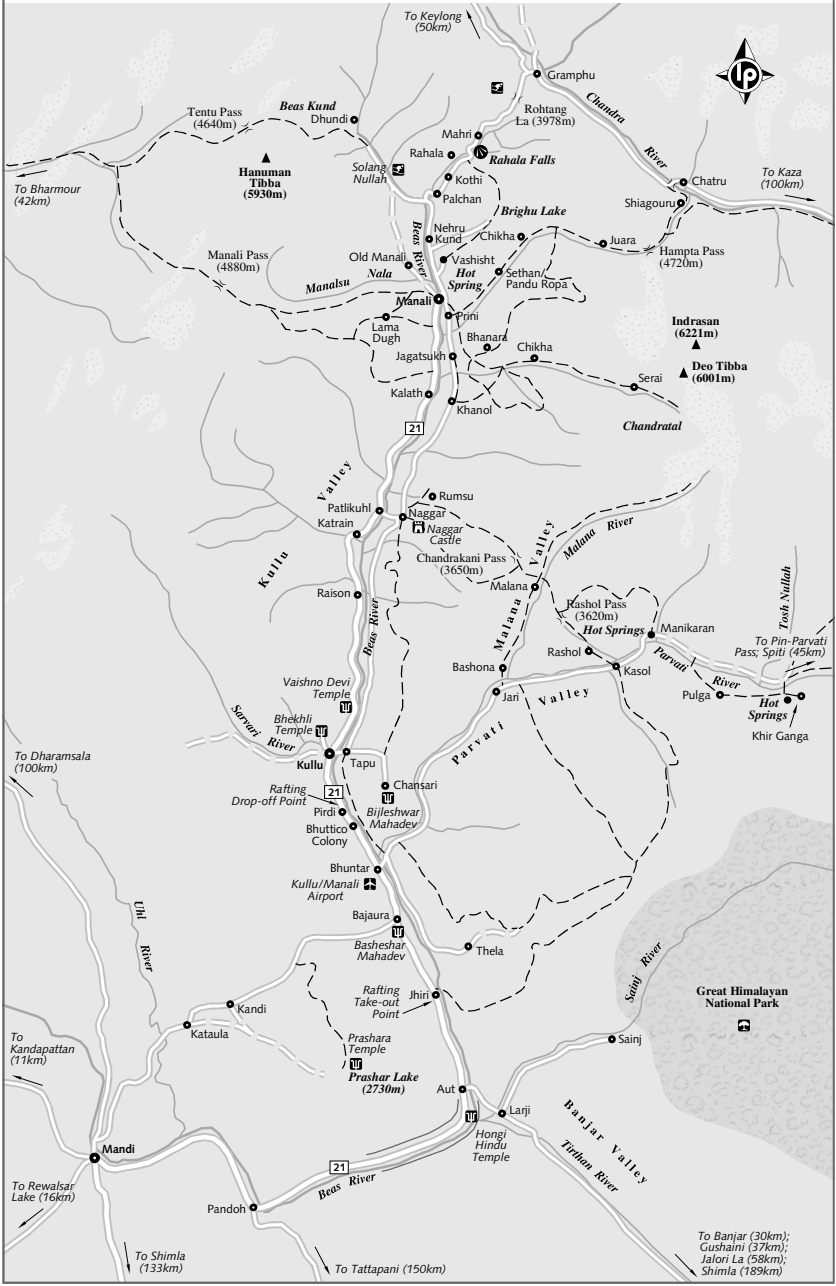 To Keylong
(50km)
lp
Gramphu
Chandra
River
Rohtang
La (3978m)
Tentu Pass
(4640m)
Beas Kund
Dhundi
Mahri
Rahala
Rahala Falls
Hanuman
Tibba
(5930m)
Solang
Nullah
Kothi
Palchan
To Bharmour
(42km)
To Kaza
(100km)
Chatru
Shiagouru
Brighu Lake
Nehru
Kund
Chikha
Juara
Hampta Pass
(4720m)
Beas River
Old Manali
Vashisht
Hot
Spring
Sethan/
Pandu Ropa
Manali Pass
(4880m)
Manalsu
Nala
Manali
Prini
Lama
Dugh
Bhanara
Chikha
Jagatsukh
Indrasan
(6221m)
Deo Tibba
(6001m)
Serai
Kalath
Khanol
Chandratal
21
Kullu
Valley
Rumsu
Patlikuhl
Naggar
Katrain
Naggar
Castle
Chandrakani Pass
(3650m)
Malana
Valley
Malana River
Malana
Raison
Beas River
Rashol Pass
(3620m)
Hot Springs
Manikaran
Tosh Nullah
To Pin-Parvati
Pass; Spiti (45km)
Rashol
Kasol
Parvati
River
Bashona
Jari
Pulga
Hot
Springs
Khir Ganga
Parvati
Valley
Vaishno Devi
Temple
Bhekhli
Temple
Sarvari
River
Kullu
Tapu
To Dharamsala
(100km)
Chansari
Bijleshwar
Mahadev
21
Rafting
Drop-off Point
Pirdi
Bhuttico
Colony
Bhuntar
Kullu/Manali
Airport
Bajaura
Basheshar
Mahadev
Thela
Uhl
River
Rafting
Take-out
Point
Jhiri
Sainj River
Great Himalayan
National Park
Kandi
Kataula
Prashara
Temple
Prashar Lake
(2730m)
Sainj
To
Kandapattan
(11km)
Aut
Larji
Hongi
Hindu
Temple
Banjar Valley
Tirthan River
Mandi
21
Beas River
To Rewalsar
Lake (16km)
Pandoh
To Shimla
(133km)
To Tattapani (150km)
To Banjar (30km);
Gushaini (37km);
Jalori La (58km);
Shimla (189km)